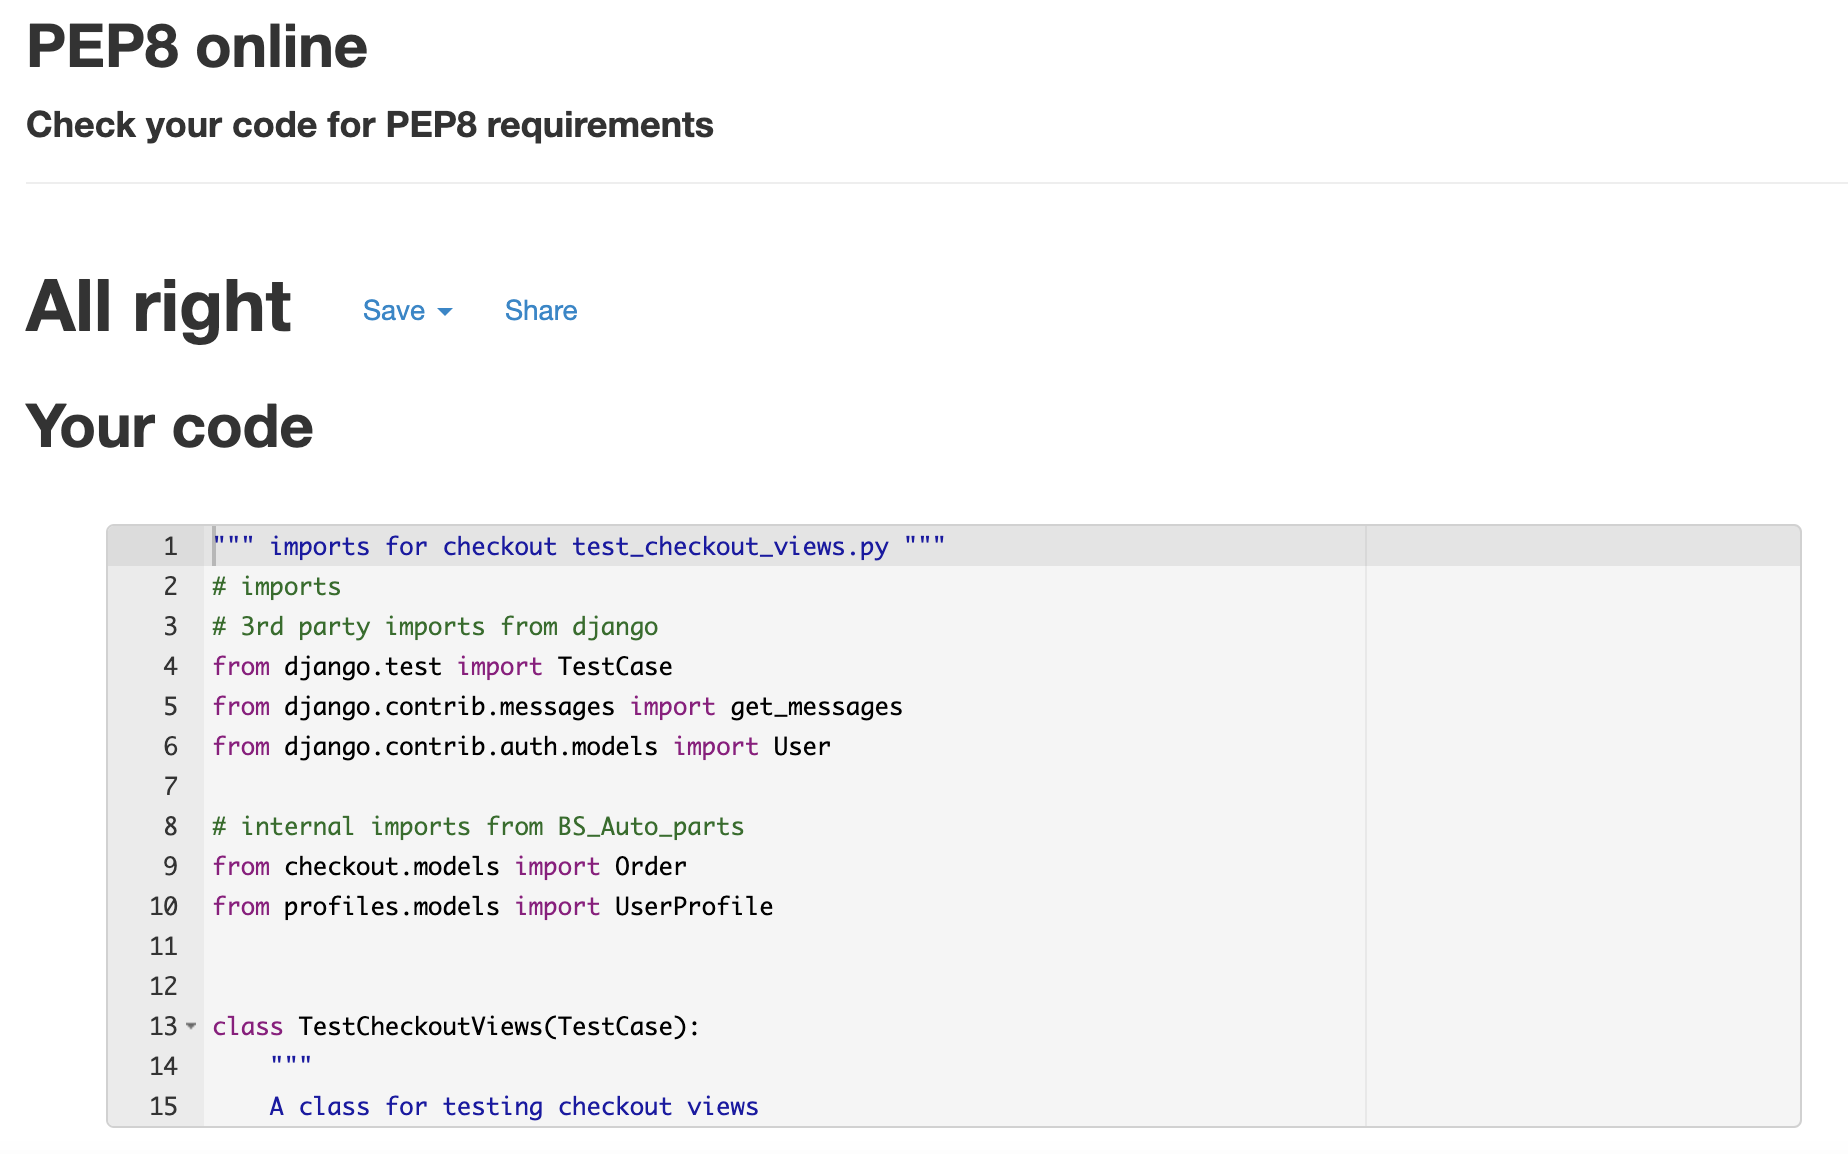 PEP8 online
Check your code for PEP8 requirements
All right Save Share
Your code
1 """ imports for checkout test_checkout_views.py """
2 # imports
3 # 3rd party imports from django
4 from django.test import TestCase
5 from django.contrib.messages import get_messages
6 from django.contrib.auth.models import User
7
8 # internal imports from BS_Auto_parts
9 from checkout.models import Order
10 from profiles.models import UserProfile
11
12
13 class TestCheckoutViews(TestCase):
14     """
15     A class for testing checkout views